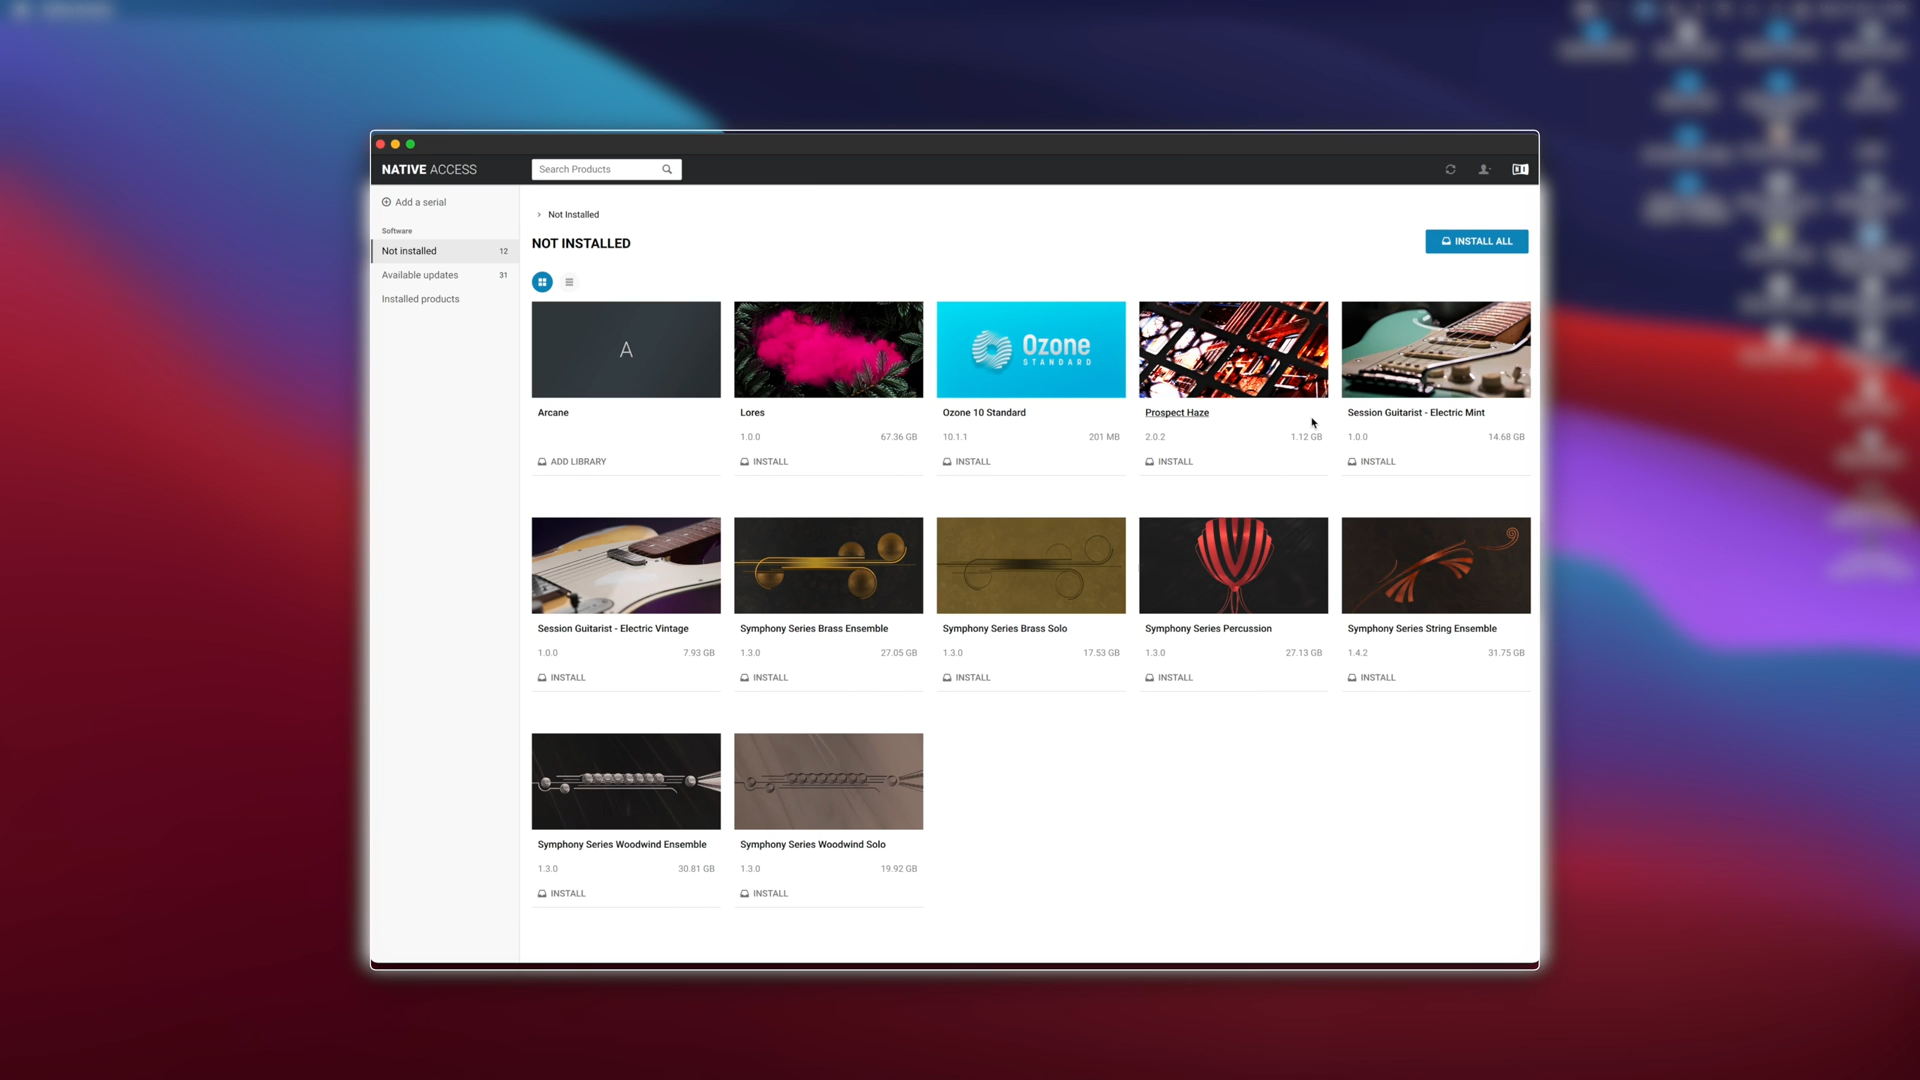 NATIVE ACCESS
Search Products
Add a serial
Software
Not installed 12
Available updates 31
Installed products
> Not Installed
NOT INSTALLED
INSTALL ALL
A
Ozone
STANDARD
Arcane
Lores
Ozone 10 Standard
Prospect Haze
Session Guitarist - Electric Mint
1.0.0 67.36 GB
10.1.1 201 MB
2.0.2 1.12 GB
1.0.0 14.68 GB
ADD LIBRARY
INSTALL
INSTALL
INSTALL
INSTALL
Session Guitarist - Electric Vintage
Symphony Series Brass Ensemble
Symphony Series Brass Solo
Symphony Series Percussion
Symphony Series String Ensemble
1.0.0 7.93 GB
1.3.0 27.05 GB
1.3.0 17.53 GB
1.3.0 27.13 GB
1.4.2 31.75 GB
INSTALL
INSTALL
INSTALL
INSTALL
INSTALL
Symphony Series Woodwind Ensemble
Symphony Series Woodwind Solo
1.3.0 30.81 GB
1.3.0 19.92 GB
INSTALL
INSTALL